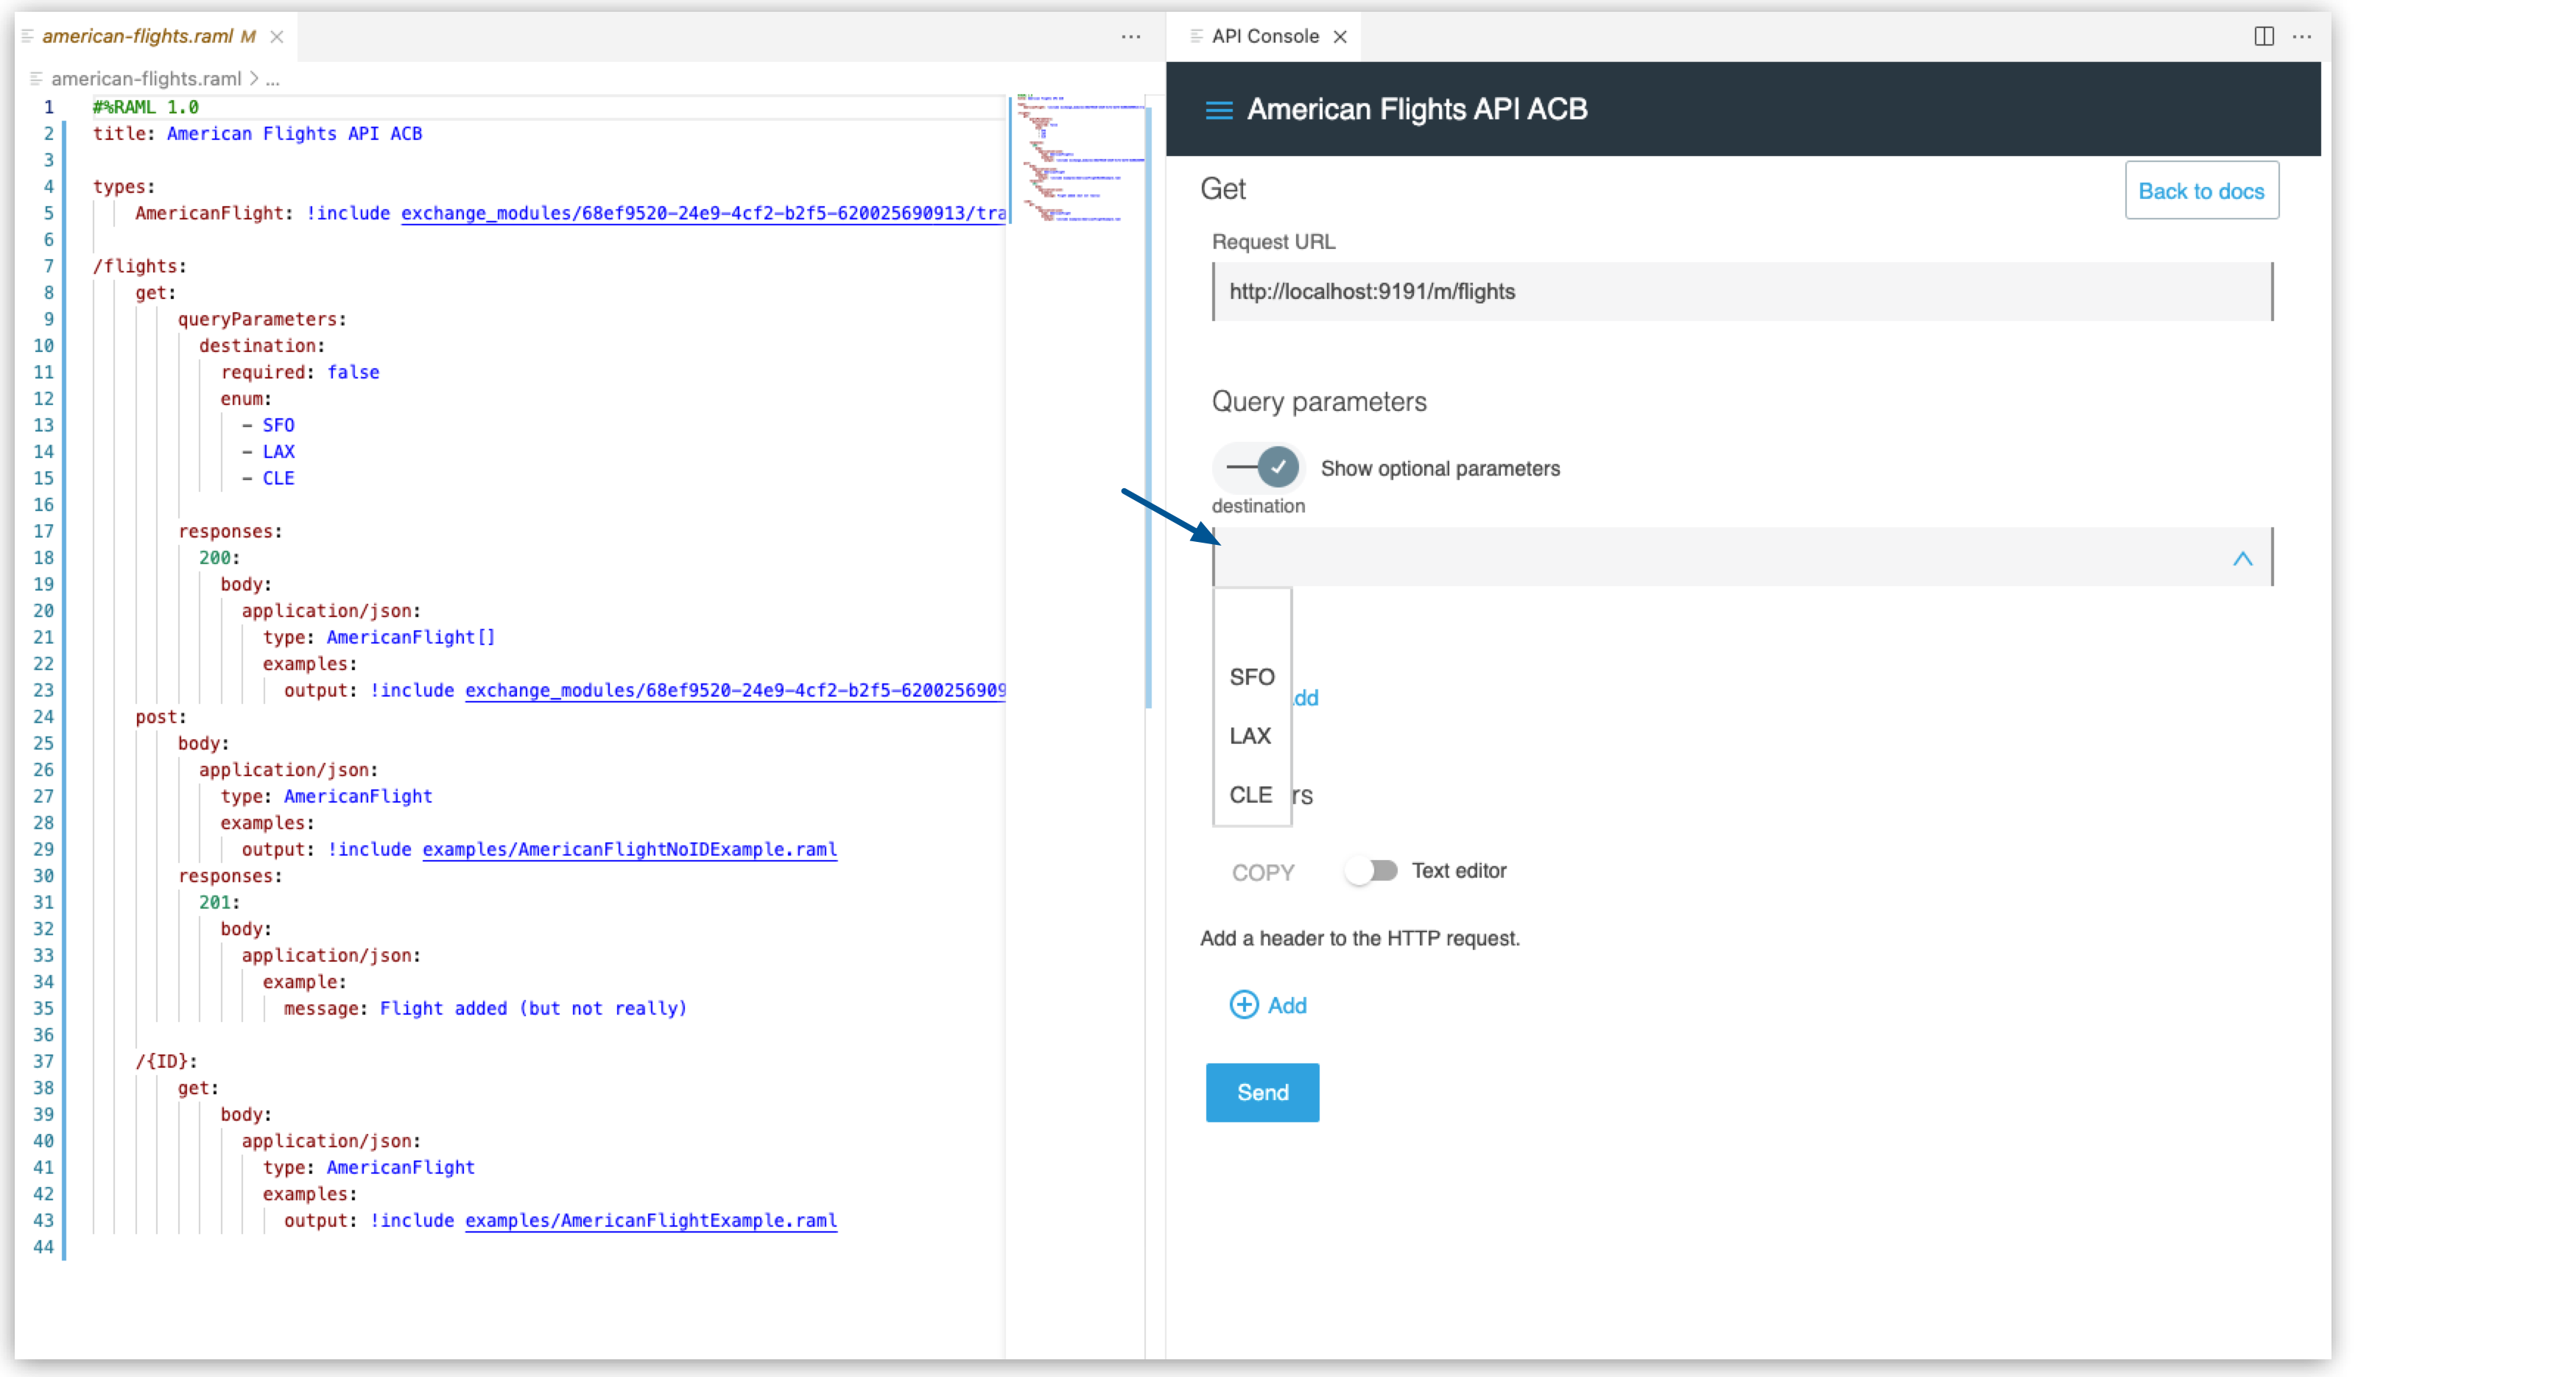 american-flights.raml M
american-flights.raml > ...
1 #%RAML 1.0
2 title: American Flights API ACB
3
4 types:
5 AmericanFlight: !include exchange_modules/68ef9520-24e9-4cf2-b2f5-620025690913/tra
6
7 /flights:
8 get:
9 queryParameters:
10 destination:
11 required: false
12 enum:
13 - SFO
14 - LAX
15 - CLE
16
17 responses:
18 200:
19 body:
20 application/json:
21 type: AmericanFlight[]
22 examples:
23 output: !include exchange_modules/68ef9520-24e9-4cf2-b2f5-6200256909
24 post:
25 body:
26 application/json:
27 type: AmericanFlight
28 examples:
29 output: !include examples/AmericanFlightNoIDExample.raml
30 responses:
31 201:
32 body:
33 application/json:
34 example:
35 message: Flight added (but not really)
36
37 /{ID}:
38 get:
39 body:
40 application/json:
41 type: AmericanFlight
42 examples:
43 output: !include examples/AmericanFlightExample.raml
44
API Console
American Flights API ACB
Get
Back to docs
Request URL
http://localhost:9191/m/flights
Query parameters
Show optional parameters
destination
SFO
dd
LAX
CLE
rs
COPY
Text editor
Add a header to the HTTP request.
Add
Send